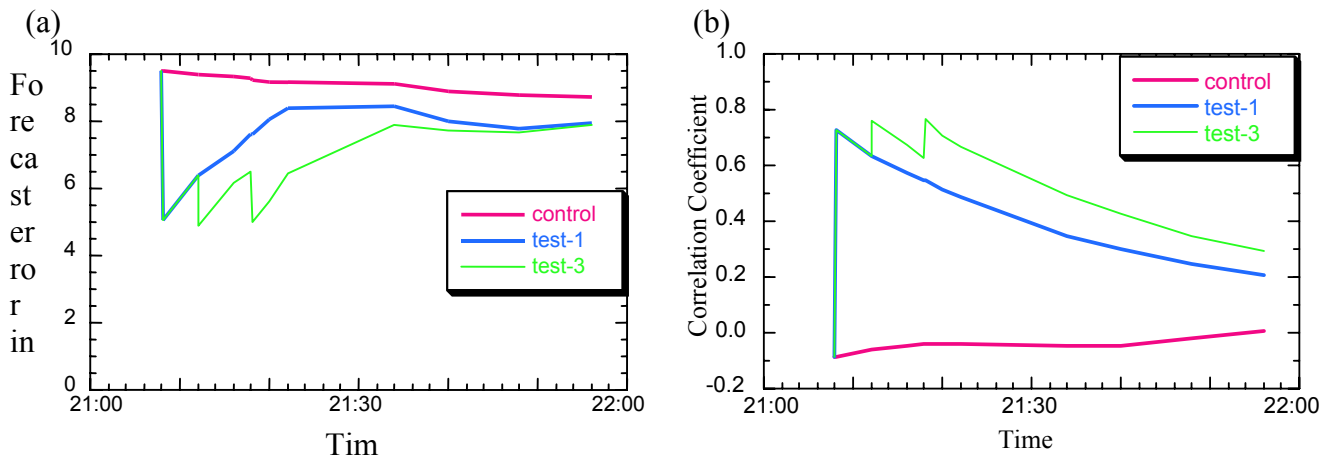 (a)
Fo
re
ca
st
er
ro
r
in
10
8
6
4
2
0
control
test-1
test-3
21:00
21:30
22:00
Tim
(b)
Correlation Coefficient
1.0
0.8
0.6
0.4
0.2
0.0
-0.2
control
test-1
test-3
21:00
21:30
22:00
Time